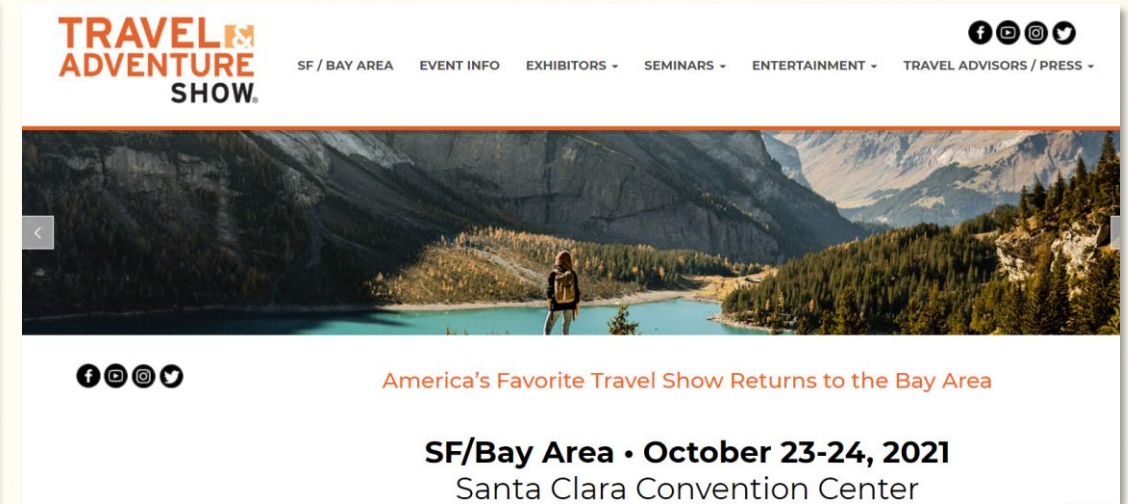 TRAVEL&
ADVENTURE
SHOW®
SF / BAY AREA EVENT INFO EXHIBITORS SEMINARS ENTERTAINMENT TRAVEL ADVISORS / PRESS
America's Favorite Travel Show Returns to the Bay Area
SF/Bay Area • October 23-24, 2021
Santa Clara Convention Center